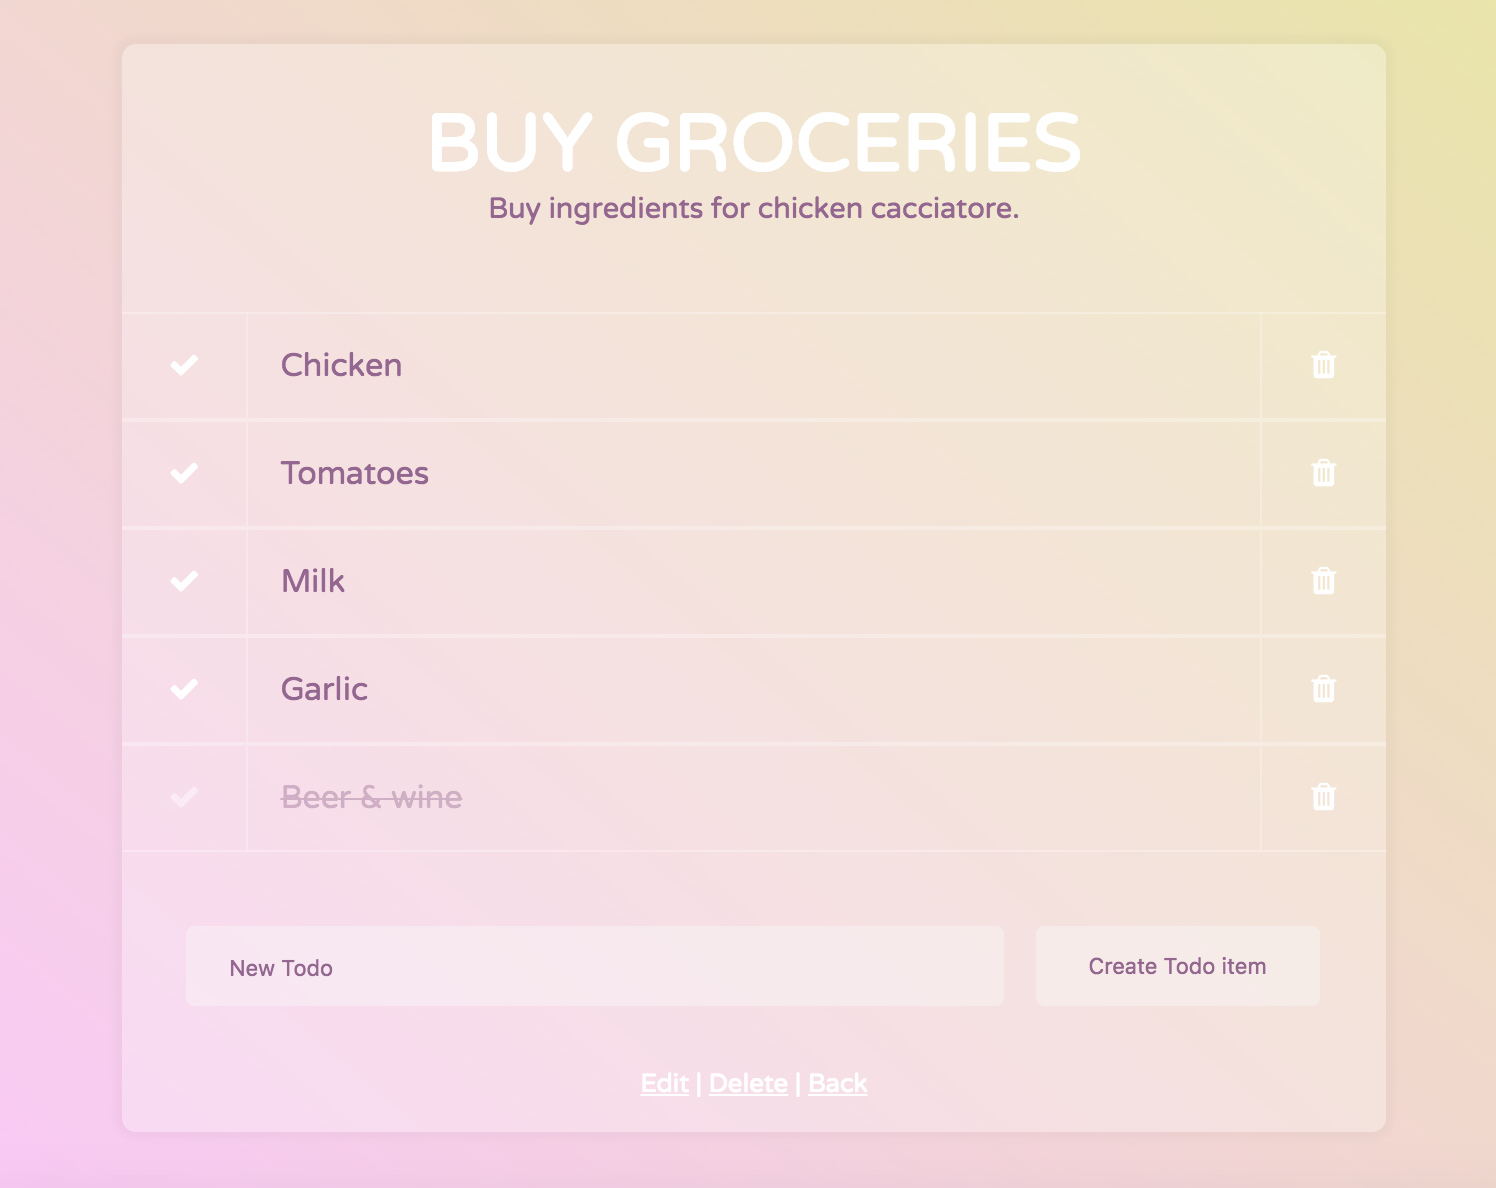 BUY GROCERIES
Buy ingredients for chicken cacciatore.
Chicken
Tomatoes
Milk
Garlic
Beer & wine
New Todo
Create Todo item
Edit | Delete | Back